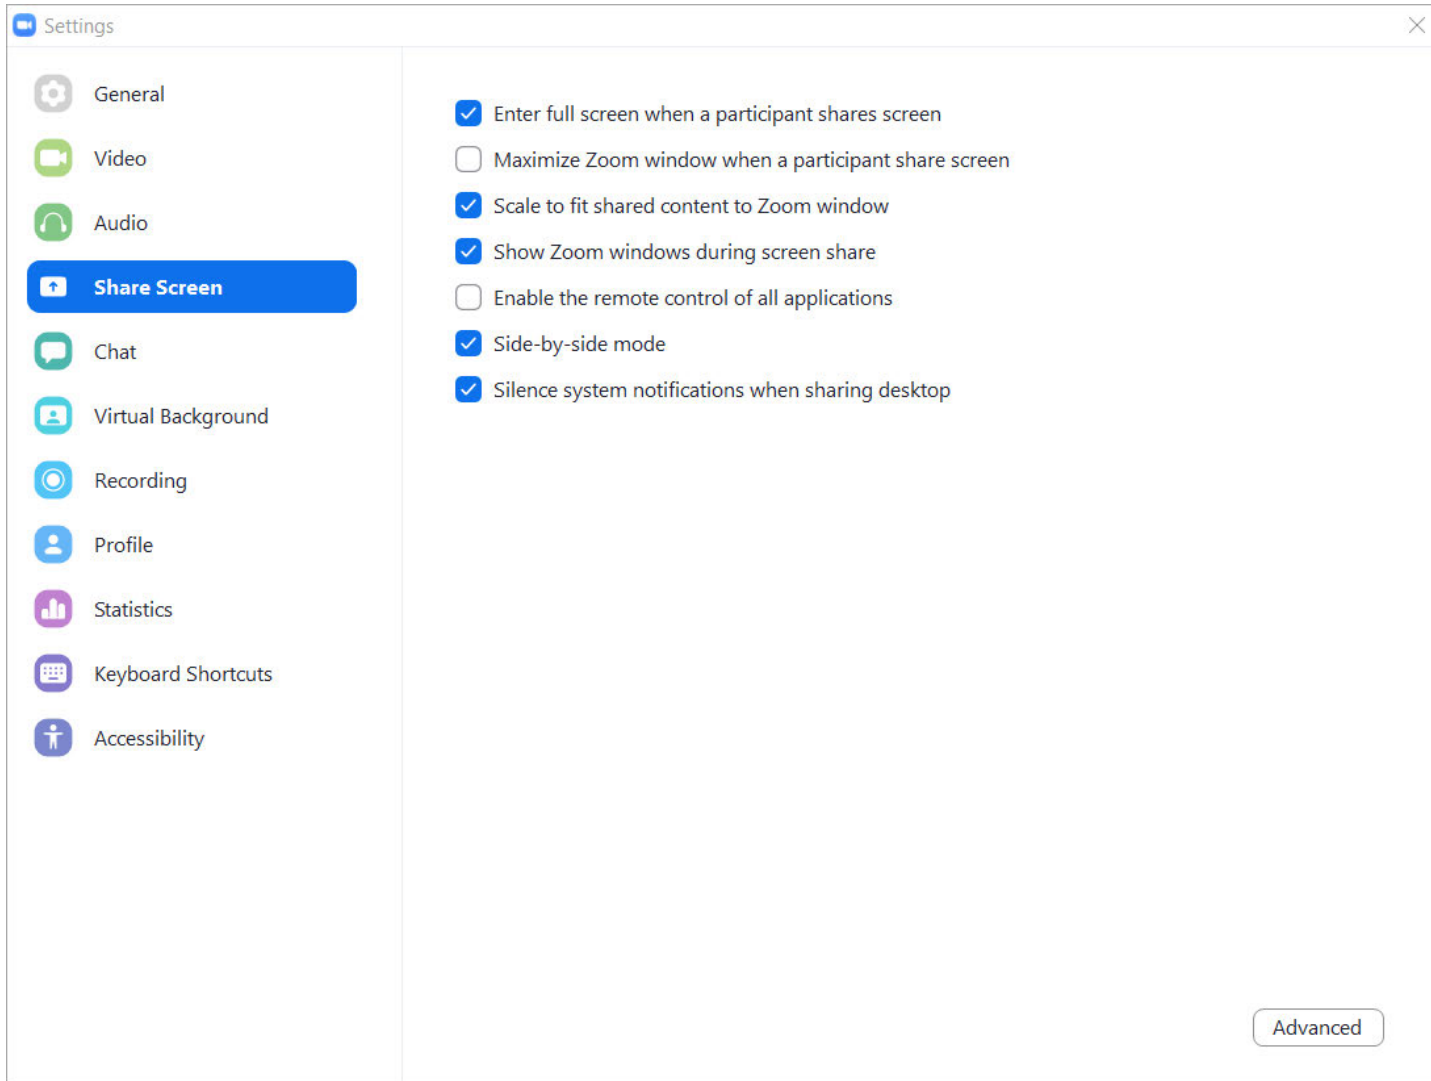 Settings
General
Video
Audio
Share Screen
Chat
Virtual Background
Recording
Profile
Statistics
Keyboard Shortcuts
Accessibility
Enter full screen when a participant shares screen
Maximize Zoom window when a participant share screen
Scale to fit shared content to Zoom window
Show Zoom windows during screen share
Enable the remote control of all applications
Side-by-side mode
Silence system notifications when sharing desktop
Advanced